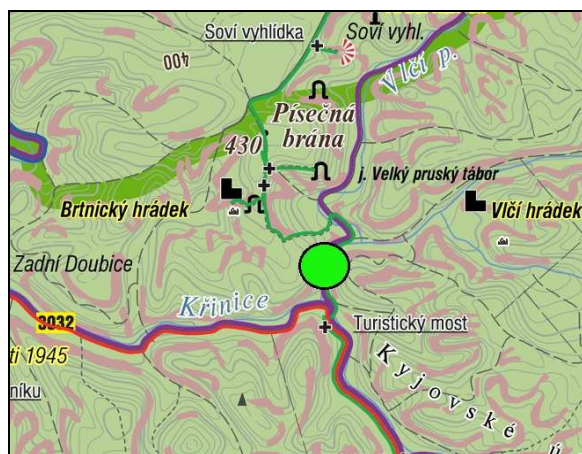 Soví vyhlídka
Soví vyhl.
400
Vlčí p.
Písečná
brána
430
j. Velký pruský tábor
Brtnický hrádek
Vlčí hrádek
Zadní Doubice
Křinice
3032
Turistický most
ti 1945
níku
Kyjovské
ú